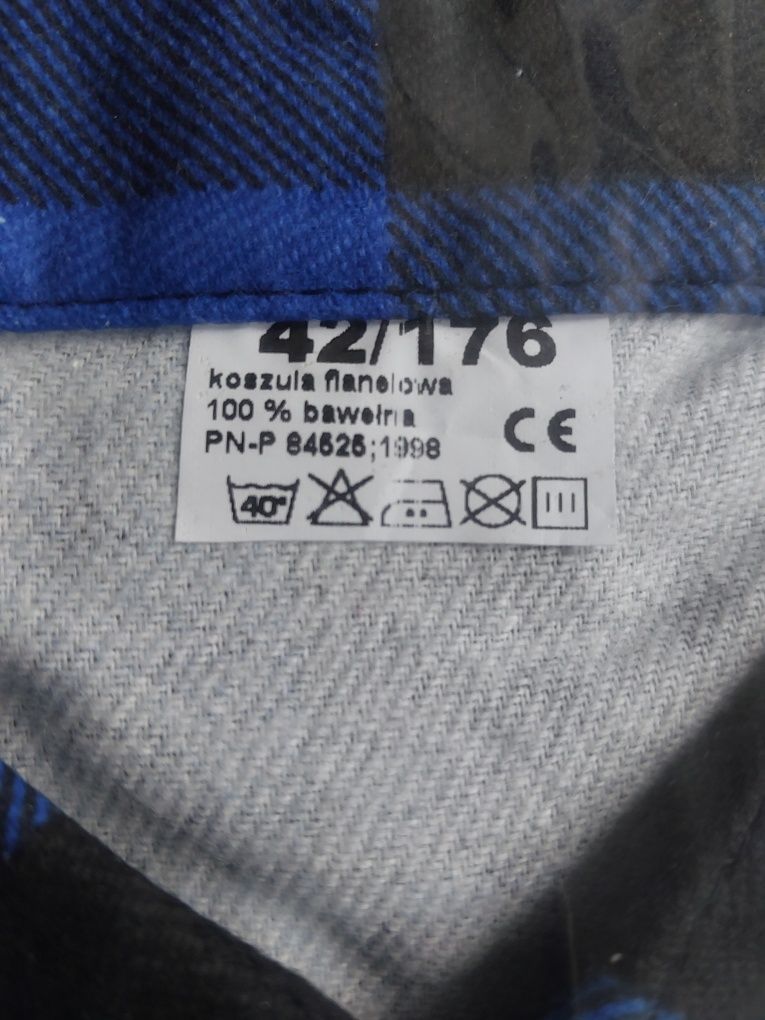 42/176
koszula flanelowa
100 % bawełna
PN-P 84525;1998
CE
40°